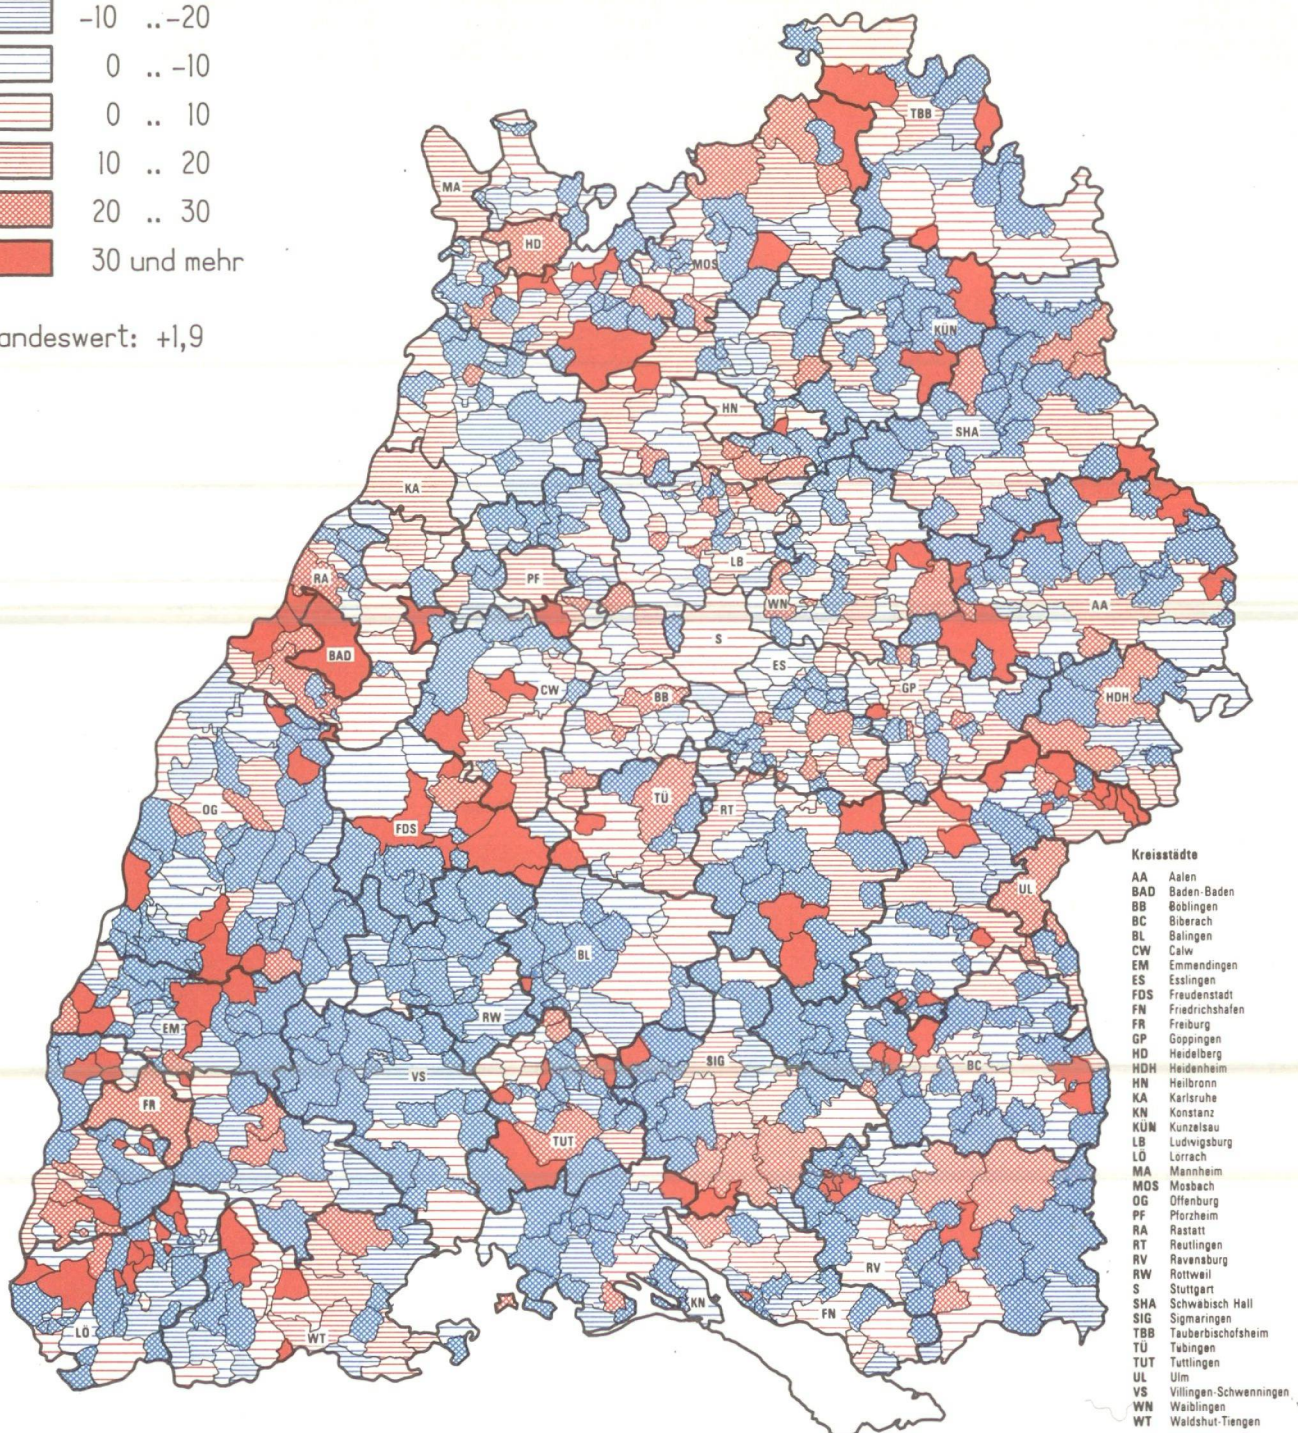 -10 ..-20
0 .. -10
0 .. 10
10 .. 20
20 .. 30
30 und mehr
andeswert: +1,9
TBB
MA
HD
MOS
KÜN
HN
SHA
KA
LB
RA
PF
WN
AA
S
BAD
ES
CW
BB
GP
HDH
TÜ
RT
OG
FDS
UL
BL
RW
EM
SIG
BC
VS
FR
TUT
RV
KN
FN
LÖ
WT
Kreisstädte
AA Aalen
BAD Baden-Baden
BB Böblingen
BC Biberach
BL Balingen
CW Calw
EM Emmendingen
ES Esslingen
FDS Freudenstadt
FN Friedrichshafen
FR Freiburg
GP Göppingen
HD Heidelberg
HDH Heidenheim
HN Heilbronn
KA Karlsruhe
KN Konstanz
KÜN Kunzelsau
LB Ludwigsburg
LÖ Lorrach
MA Mannheim
MOS Mosbach
OG Offenburg
PF Pforzheim
RA Rastatt
RT Reutlingen
RV Ravensburg
RW Rottweil
S Stuttgart
SHA Schwäbisch Hall
SIG Sigmaringen
TBB Tauberbischofsheim
TÜ Tübingen
TUT Tuttlingen
UL Ulm
VS Villingen-Schwenningen
WN Waiblingen
WT Waldshut-Tiengen